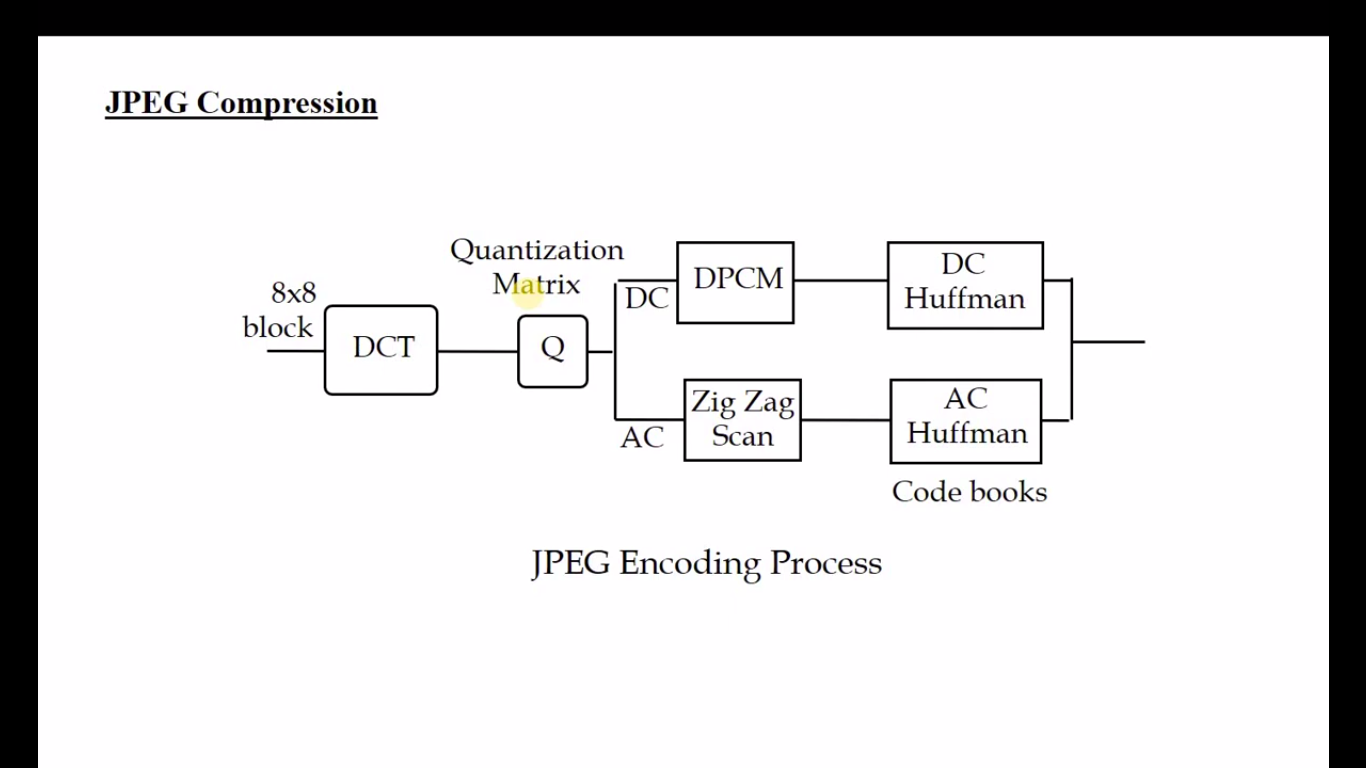 JPEG Compression
Quantization
Matrix
8x8
block
DCT
Q
DC
DPCM
DC
Huffman
AC
Zig Zag
Scan
AC
Huffman
Code books
JPEG Encoding Process